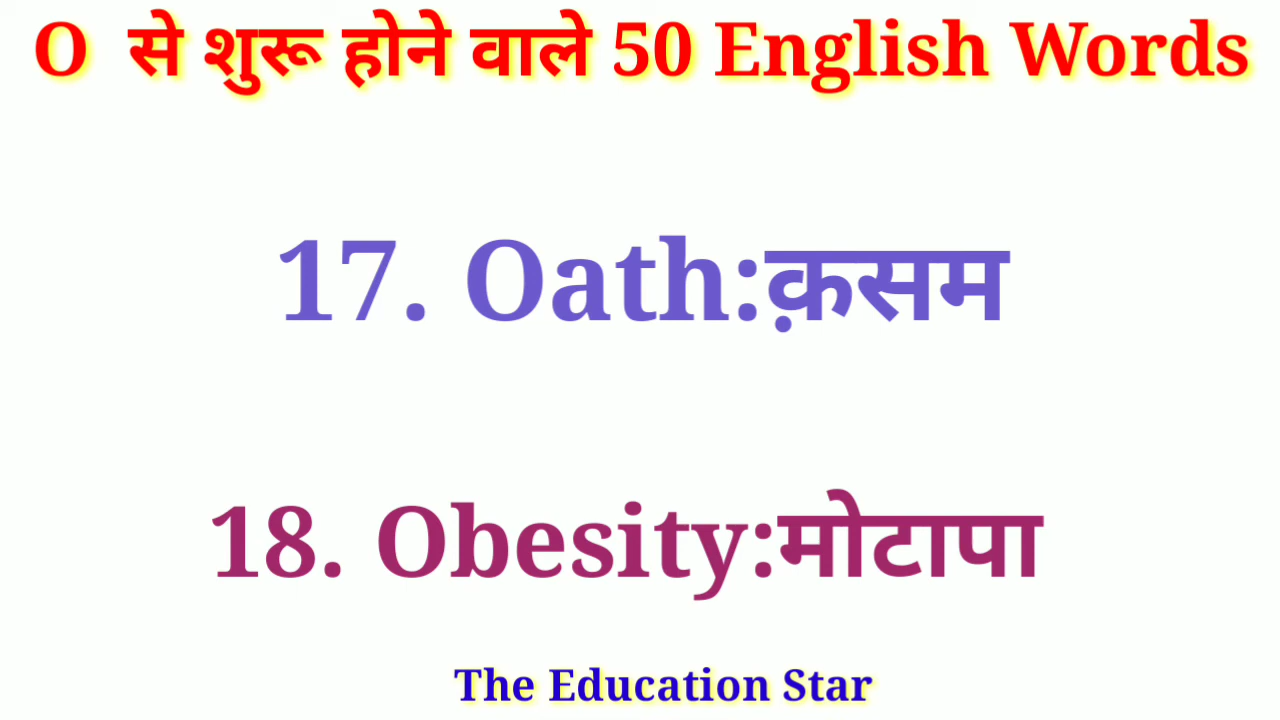 O से शुरू होने वाले 50 English Words
17. Oath:क़सम
18. Obesity:मोटापा
The Education Star